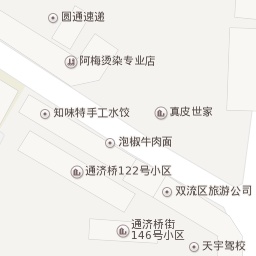 圆通速递
阿梅烫染专业店
知味特手工水饺
真皮世家
泡椒牛肉面
通济桥122号小区
双流区旅游公司
通济桥街
146号小区
天宇驾校